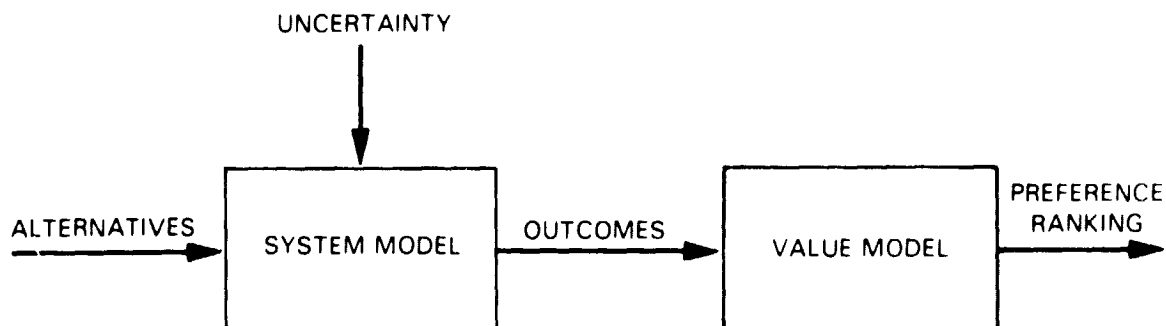 UNCERTAINTY
ALTERNATIVES
SYSTEM MODEL
OUTCOMES
VALUE MODEL
PREFERENCE
RANKING